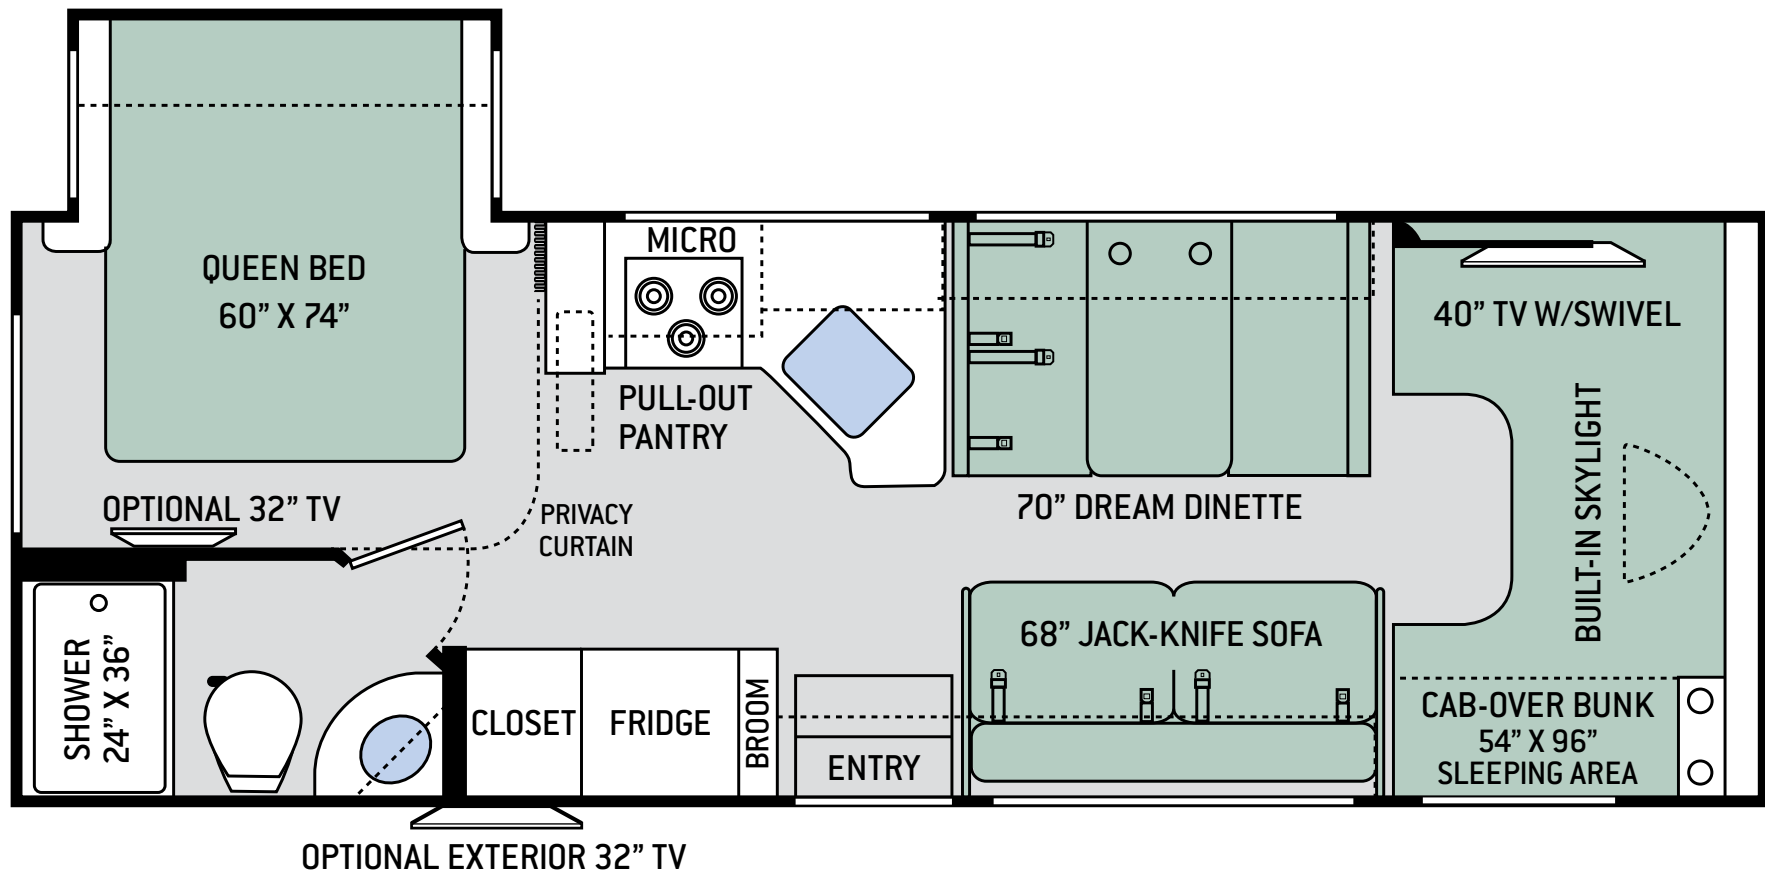 QUEEN BED
60” X 74”
OPTIONAL 32” TV
MICRO
PULL-OUT
PANTRY
PRIVACY
CURTAIN
70” DREAM DINETTE
40” TV W/SWIVEL
BUILT-IN SKYLIGHT
68” JACK-KNIFE SOFA
CAB-OVER BUNK
54” X 96”
SLEEPING AREA
SHOWER
24” X 36”
CLOSET
FRIDGE
BROOM
ENTRY
OPTIONAL EXTERIOR 32” TV